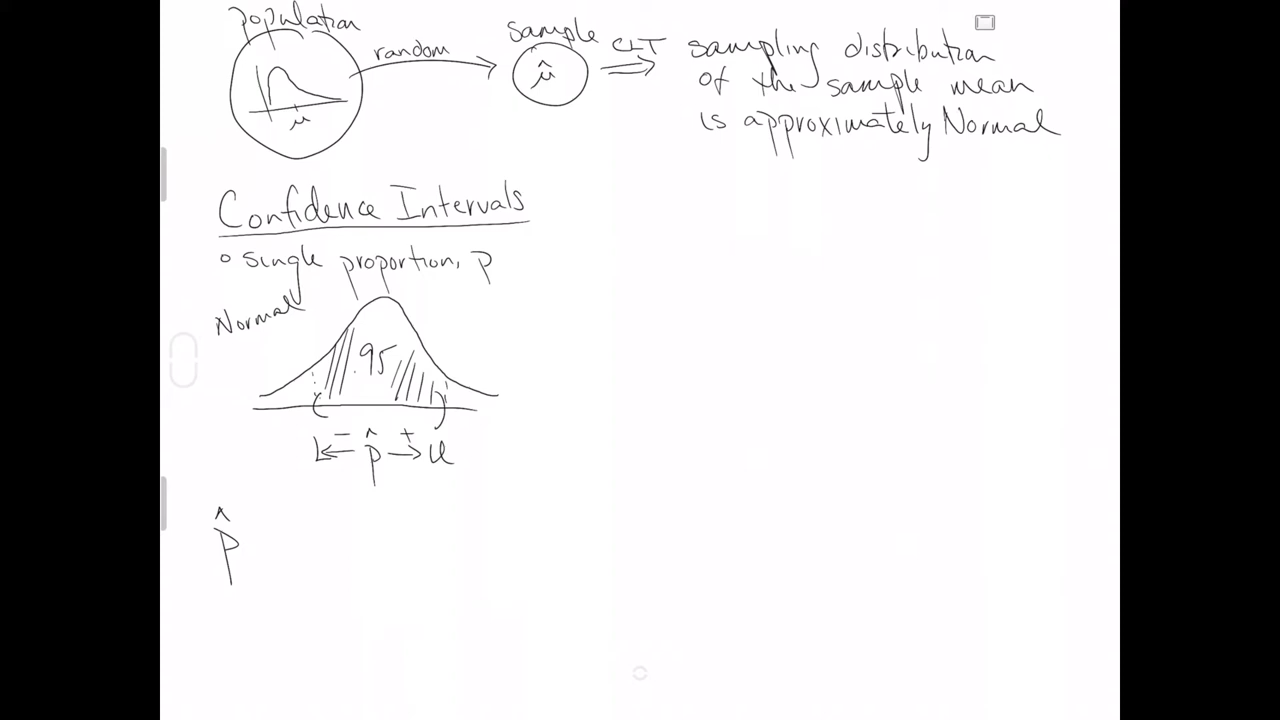 population
random
μ
sample
μ̂
CLT
sampling distribution
of the sample mean
is approximately Normal
Confidence Intervals
o single proportion, p
Normal
.95
L ← − p̂ + → U
p̂